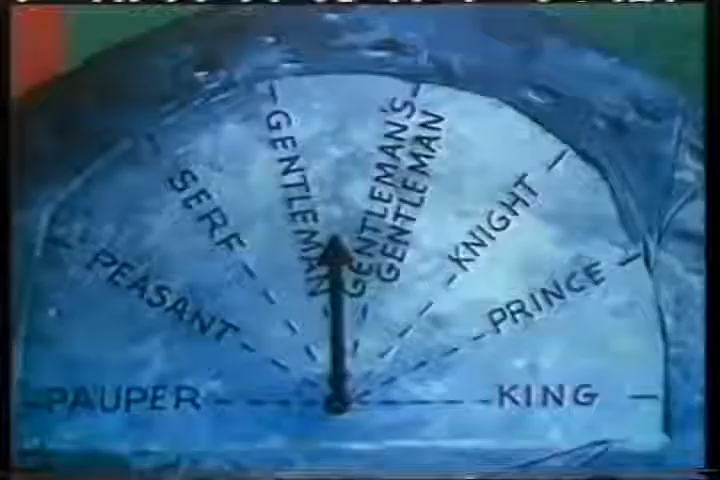 PAUPER
PEASANT
SERF
GENTLEMAN
GENTLEMAN'S
GENTLEMAN
KNIGHT
PRINCE
KING